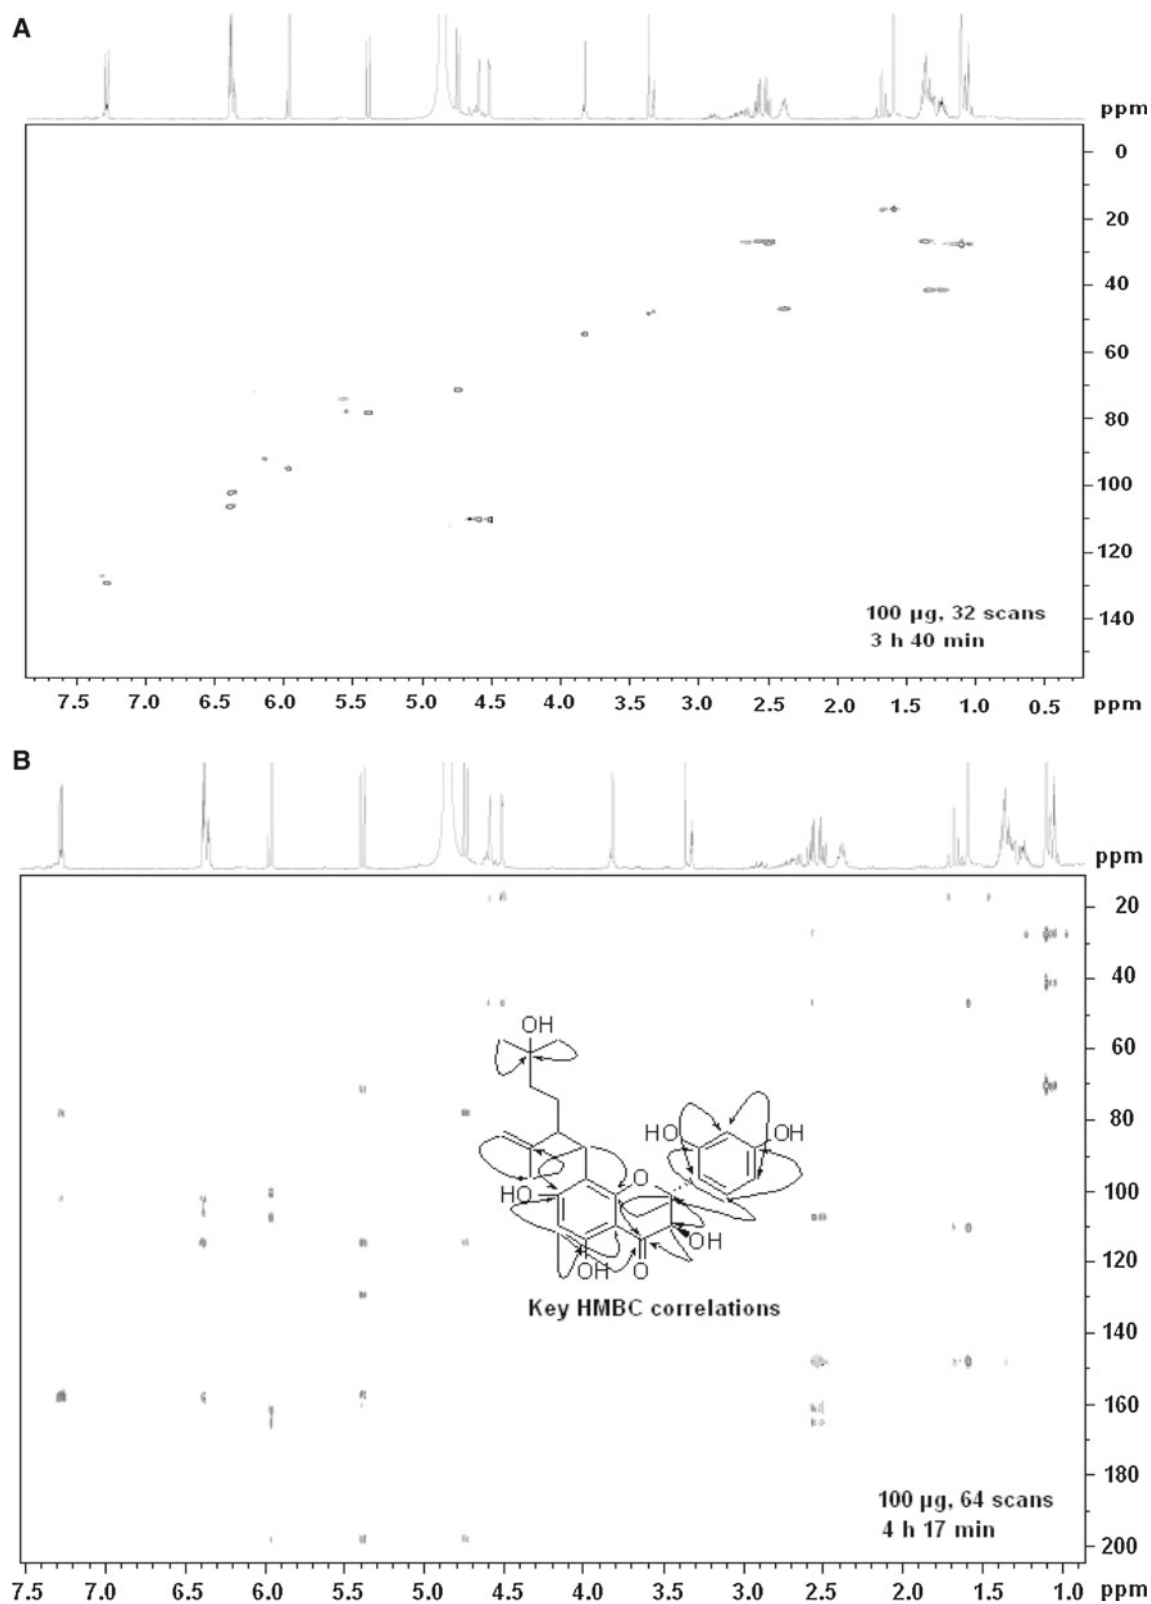 A
ppm
0
20
40
60
80
100
120
140
100 µg, 32 scans
3 h 40 min
7.5 7.0 6.5 6.0 5.5 5.0 4.5 4.0 3.5 3.0 2.5 2.0 1.5 1.0 0.5 ppm
B
ppm
20
40
60
80
100
120
140
160
180
200
OH
HO OH
O
HO
OH
OH O
Key HMBC correlations
100 µg, 64 scans
4 h 17 min
7.5 7.0 6.5 6.0 5.5 5.0 4.5 4.0 3.5 3.0 2.5 2.0 1.5 1.0 ppm